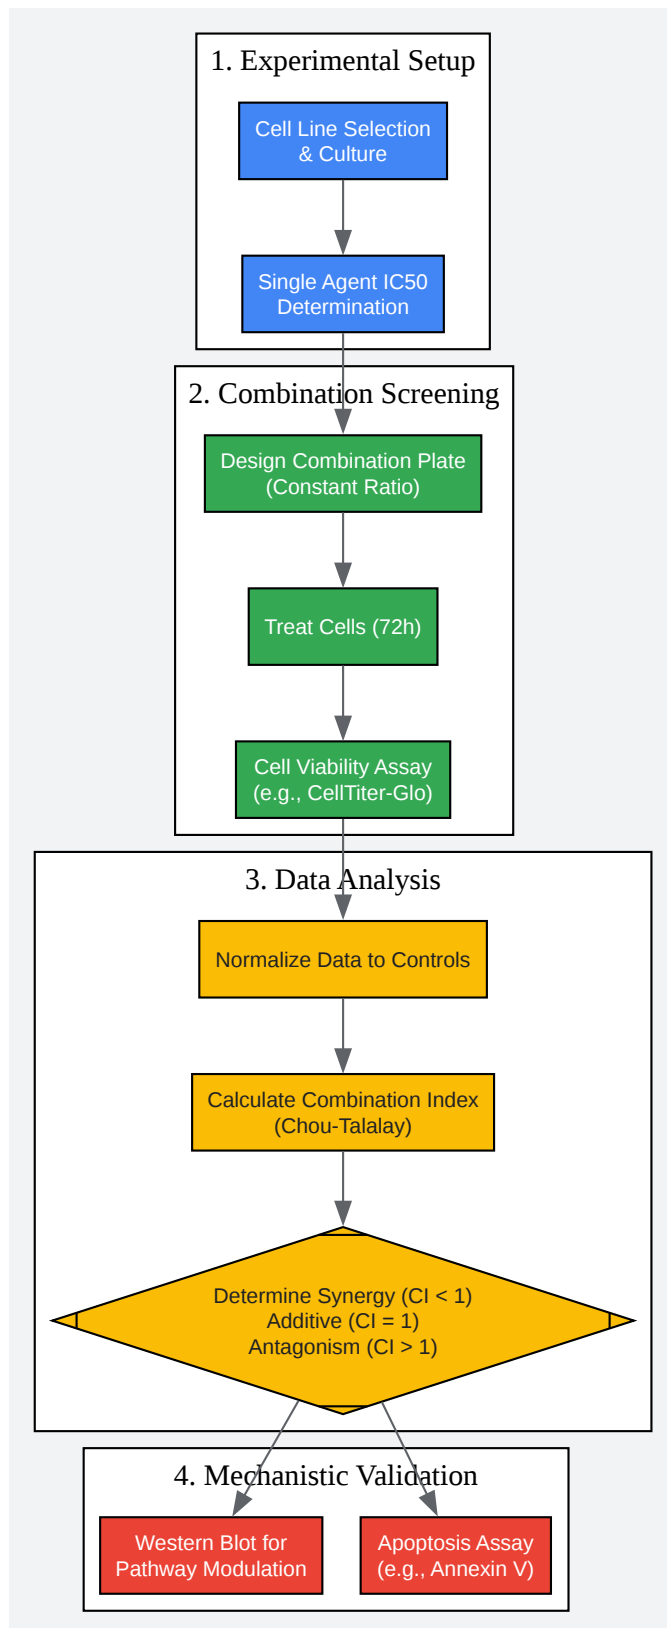 1. Experimental Setup
Cell Line Selection
& Culture
Single Agent IC50
Determination
2. Combination Screening
Design Combination Plate
(Constant Ratio)
Treat Cells (72h)
Cell Viability Assay
(e.g., CellTiter-Glo)
3. Data Analysis
Normalize Data to Controls
Calculate Combination Index
(Chou-Talalay)
Determine Synergy (CI < 1)
Additive (CI = 1)
Antagonism (CI > 1)
4. Mechanistic Validation
Western Blot for
Pathway Modulation
Apoptosis Assay
(e.g., Annexin V)